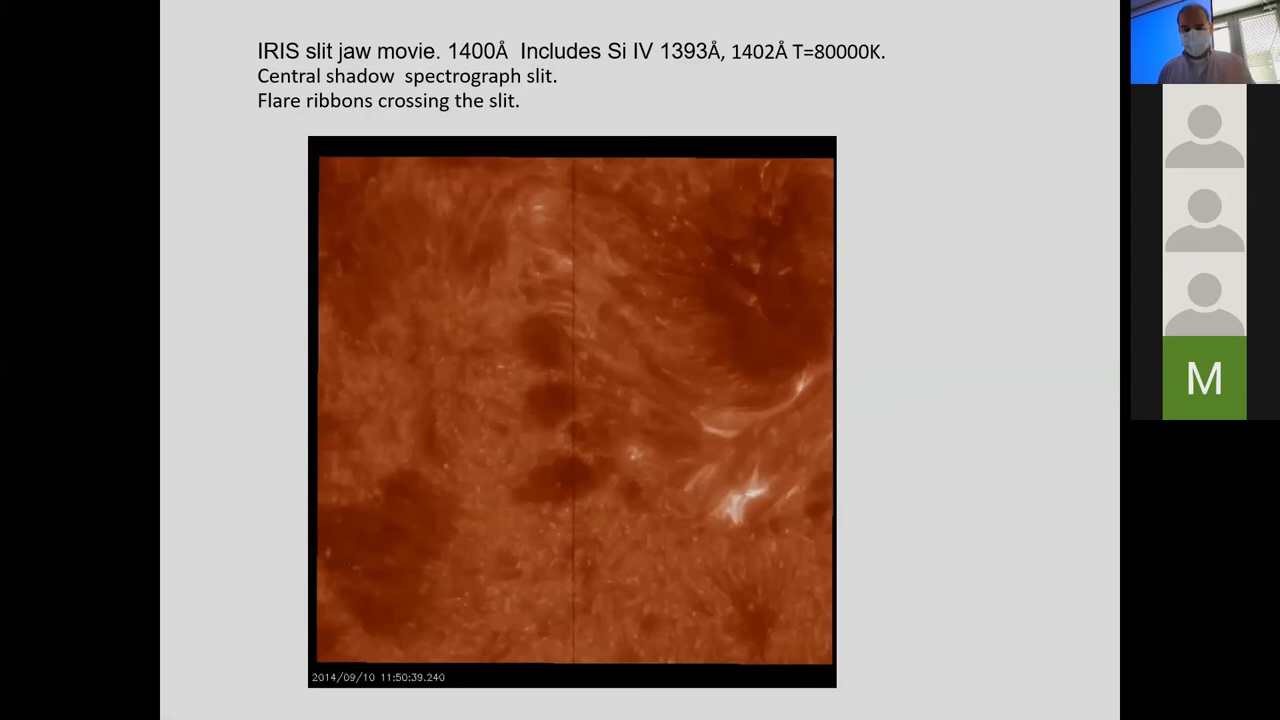 IRIS slit jaw movie. 1400Å Includes Si IV 1393Å, 1402Å T=80000K.
Central shadow spectrograph slit.
Flare ribbons crossing the slit.
2014/09/10 11:50:39.240
M